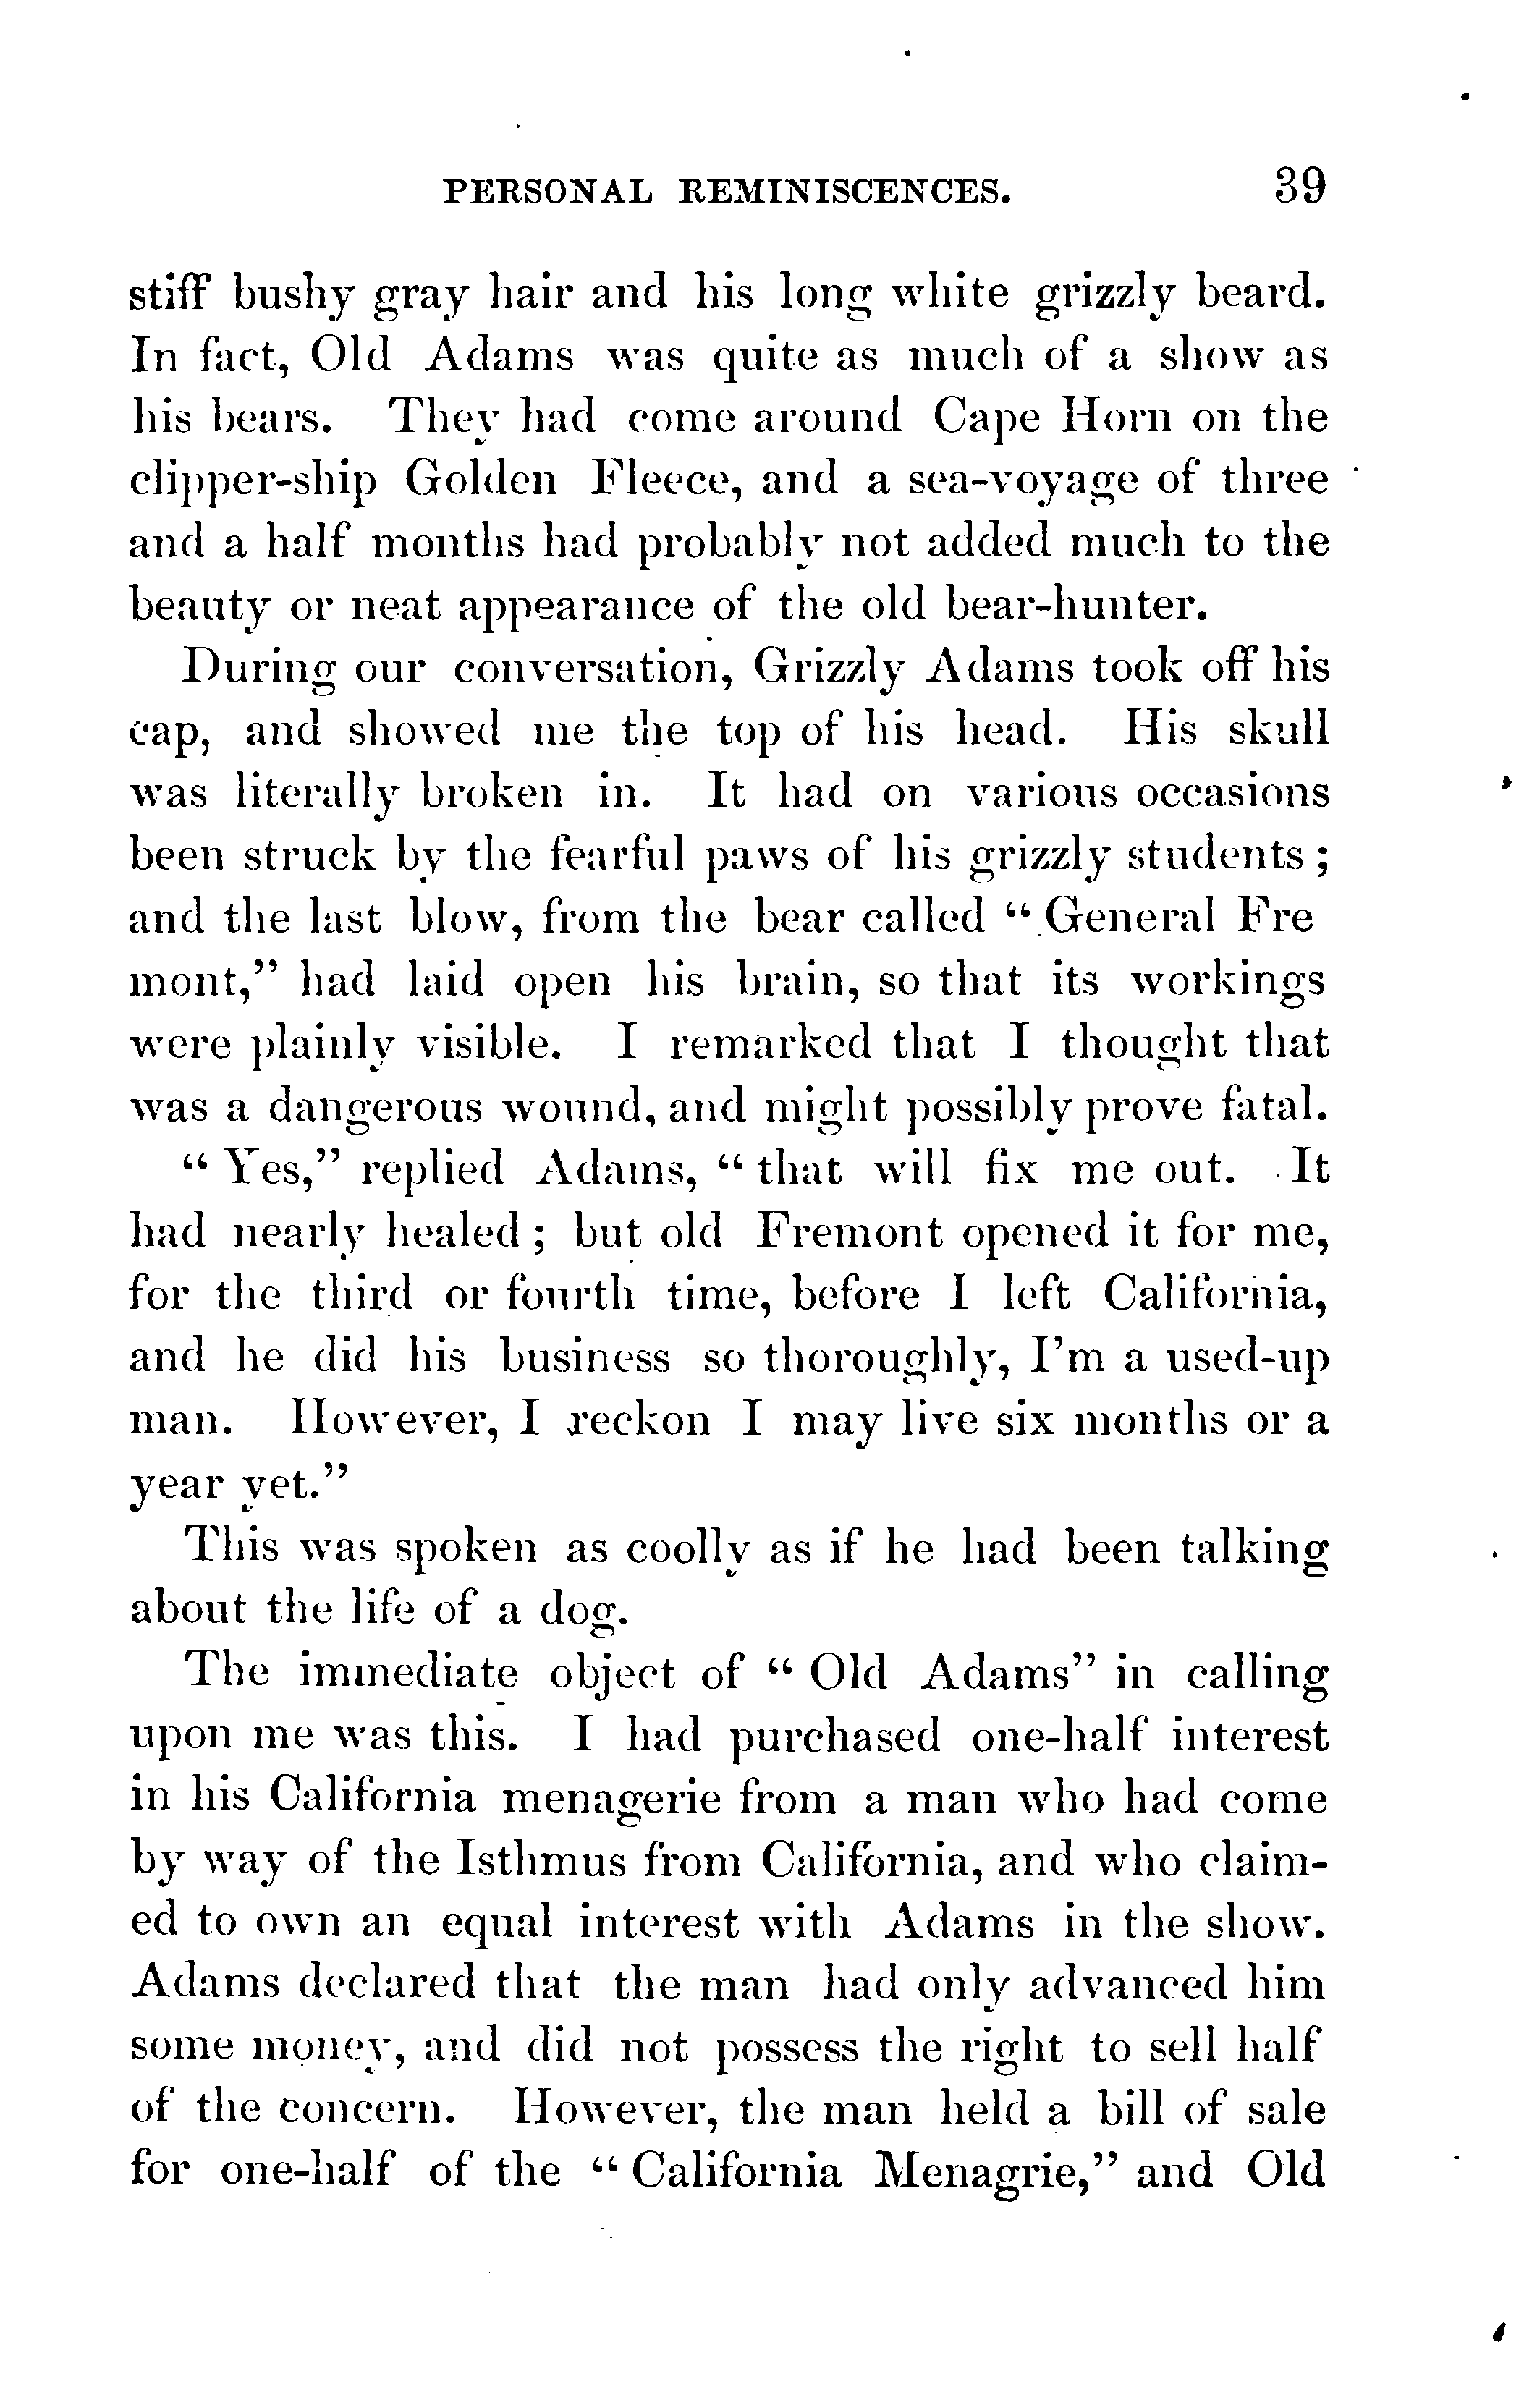 PERSONAL REMINISCENCES. 39
stiff bushy gray hair and his long white grizzly beard.
In fact, Old Adams was quite as much of a show as
his bears. They had come around Cape Horn on the
clipper-ship Golden Fleece, and a sea-voyage of three
and a half months had probably not added much to the
beauty or neat appearance of the old bear-hunter.
During our conversation, Grizzly Adams took off his
cap, and showed me the top of his head. His skull
was literally broken in. It had on various occasions
been struck by the fearful paws of his grizzly students;
and the last blow, from the bear called "General Fre
mont," had laid open his brain, so that its workings
were plainly visible. I remarked that I thought that
was a dangerous wound, and might possibly prove fatal.
"Yes," replied Adams, "that will fix me out. It
had nearly healed; but old Fremont opened it for me,
for the third or fourth time, before I left California,
and he did his business so thoroughly, I'm a used-up
man. However, I reckon I may live six months or a
year yet."
This was spoken as coolly as if he had been talking
about the life of a dog.
The immediate object of "Old Adams" in calling
upon me was this. I had purchased one-half interest
in his California menagerie from a man who had come
by way of the Isthmus from California, and who claim-
ed to own an equal interest with Adams in the show.
Adams declared that the man had only advanced him
some money, and did not possess the right to sell half
of the concern. However, the man held a bill of sale
for one-half of the "California Menagrie," and Old